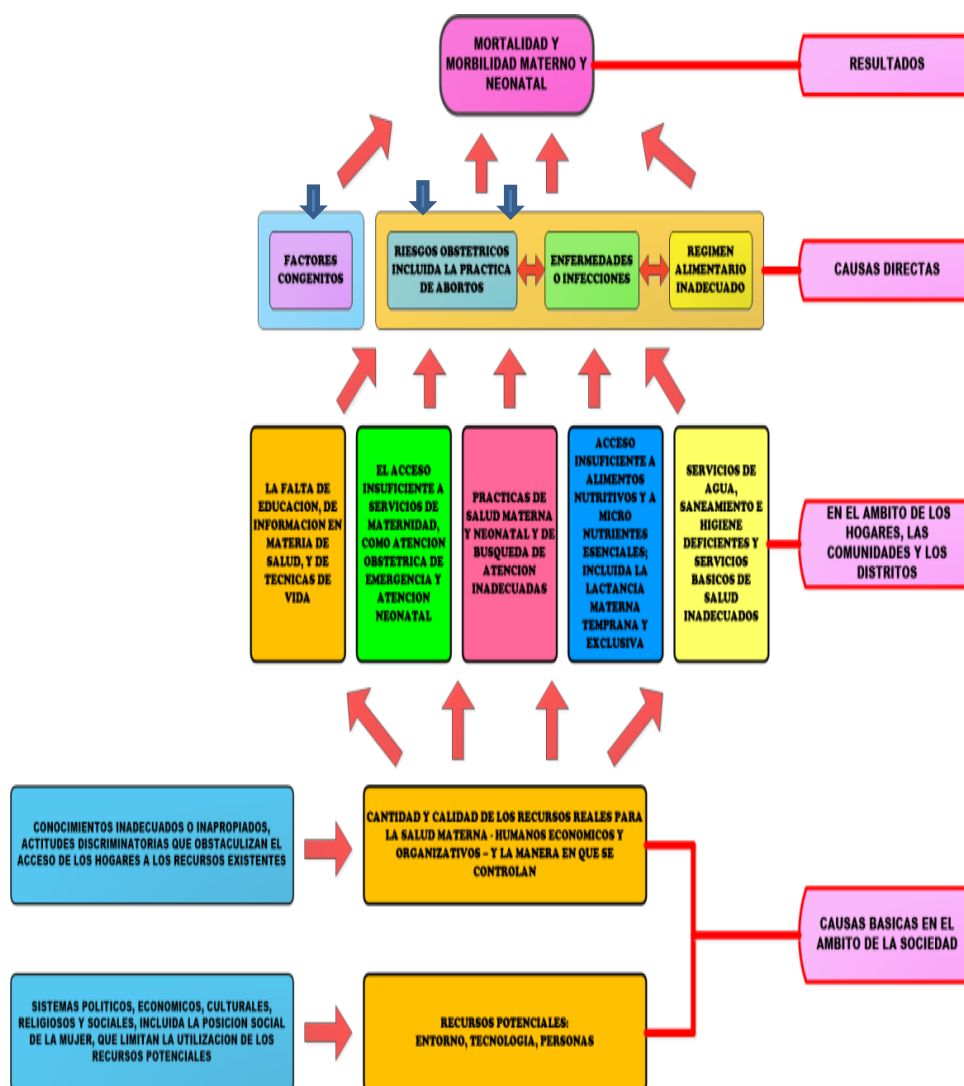 MORTALIDAD Y
MORBILIDAD MATERNO Y
NEONATAL
RESULTADOS
FACTORES
CONGENITOS
RIESGOS OBSTETRICOS
INCLUIDA LA PRACTICA
DE ABORTOS
ENFERMEDADES
O INFECCIONES
REGIMEN
ALIMENTARIO
INADECUADO
CAUSAS DIRECTAS
LA FALTA DE
EDUCACION, DE
INFORMACION EN
MATERIA DE
SALUD, Y DE
TECNICAS DE
VIDA
EL ACCESO
INSUFICIENTE A
SERVICIOS DE
MATERNIDAD,
COMO ATENCION
OBSTETRICA DE
EMERGENCIA Y
ATENCION
NEONATAL
PRACTICAS DE
SALUD MATERNA
Y NEONATAL Y DE
BUSQUEDA DE
ATENCION
INADECUADAS
ACCESO
INSUFICIENTE A
ALIMENTOS
NUTRITIVOS Y A
MICRO
NUTRIENTES
ESENCIALES;
INCLUIDA LA
LACTANCIA
MATERNA
TEMPRANA Y
EXCLUSIVA
SERVICIOS DE
AGUA,
SANEAMIENTO E
HIGIENE
DEFICIENTES Y
SERVICIOS
BASICOS DE
SALUD
INADECUADOS
EN EL AMBITO DE LOS
HOGARES, LAS
COMUNIDADES Y LOS
DISTRITOS
CONOCIMIENTOS INADECUADOS O INAPROPIADOS,
ACTITUDES DISCRIMINATORIAS QUE OBSTACULIZAN EL
ACCESO DE LOS HOGARES A LOS RECURSOS EXISTENTES
CANTIDAD Y CALIDAD DE LOS RECURSOS REALES PARA
LA SALUD MATERNA - HUMANOS ECONOMICOS Y
ORGANIZATIVOS – Y LA MANERA EN QUE SE
CONTROLAN
CAUSAS BASICAS EN EL
AMBITO DE LA SOCIEDAD
SISTEMAS POLITICOS, ECONOMICOS, CULTURALES,
RELIGIOSOS Y SOCIALES, INCLUIDA LA POSICION SOCIAL
DE LA MUJER, QUE LIMITAN LA UTILIZACION DE LOS
RECURSOS POTENCIALES
RECURSOS POTENCIALES:
ENTORNO, TECNOLOGIA, PERSONAS